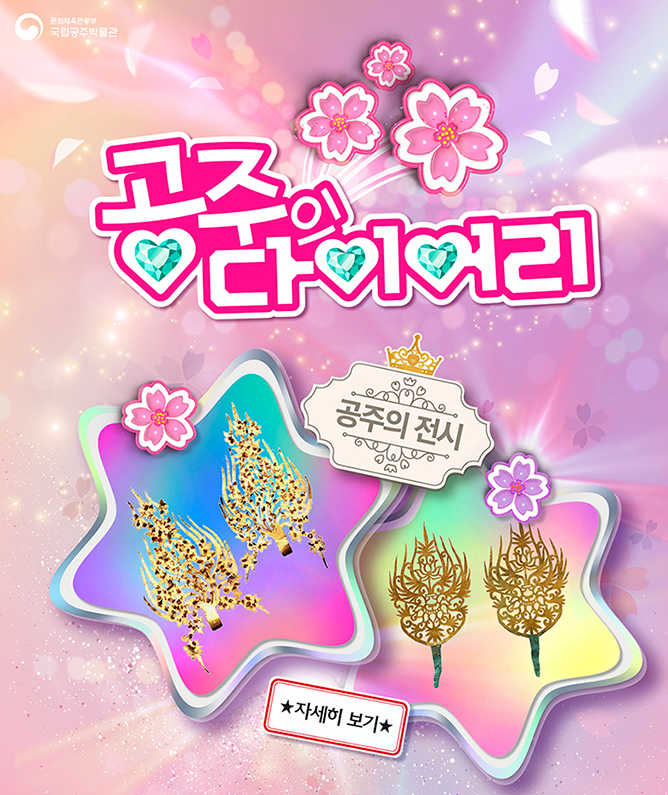 문화체육관광부
국립공주박물관
공주의
다이어리
공주의 전시
★자세히 보기★